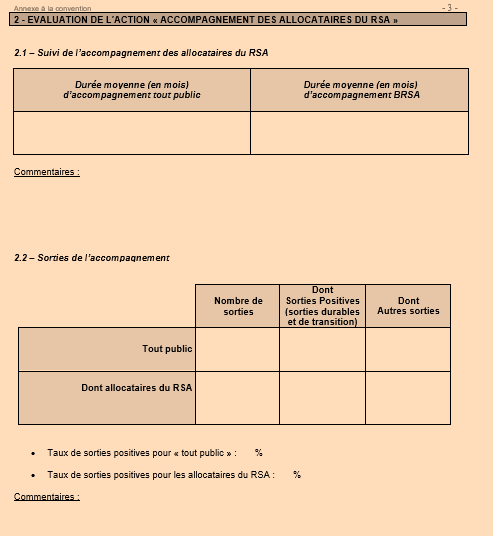 Annexe à la convention
- 3 -
2 - EVALUATION DE L'ACTION « ACCOMPAGNEMENT DES ALLOCATAIRES DU RSA »
2.1 – Suivi de l'accompagnement des allocataires du RSA
Durée moyenne (en mois)
d'accompagnement tout public
Durée moyenne (en mois)
d'accompagnement BRSA
Commentaires :
2.2 – Sorties de l'accompagnement
Nombre de
sorties
Dont
Sorties Positives
(sorties durables
et de transition)
Dont
Autres sorties
Tout public
Dont allocataires du RSA
• Taux de sorties positives pour « tout public » : %
• Taux de sorties positives pour les allocataires du RSA : %
Commentaires :